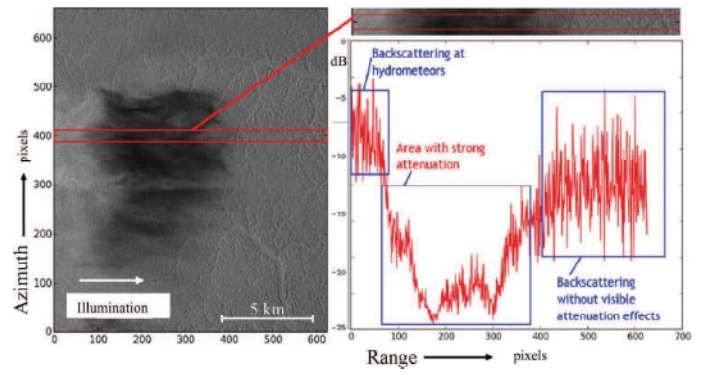 600
500
400
300
200
100
0
Azimuth
pixels
Illumination
5 km
0 100 200 300 400 500 600
dB
0
-5
-10
-15
-20
-25
Backscattering at
hydrometeors
Area with strong
attenuation
Backscattering
without visible
attenuation effects
0 100 200 300 400 500 600 700
Range
pixels